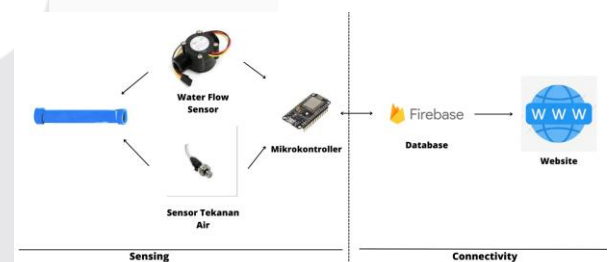 Water Flow
Sensor
Mikrokontroller
Firebase
Database
WWW
Website
Sensor Tekanan
Air
Sensing
Connectivity